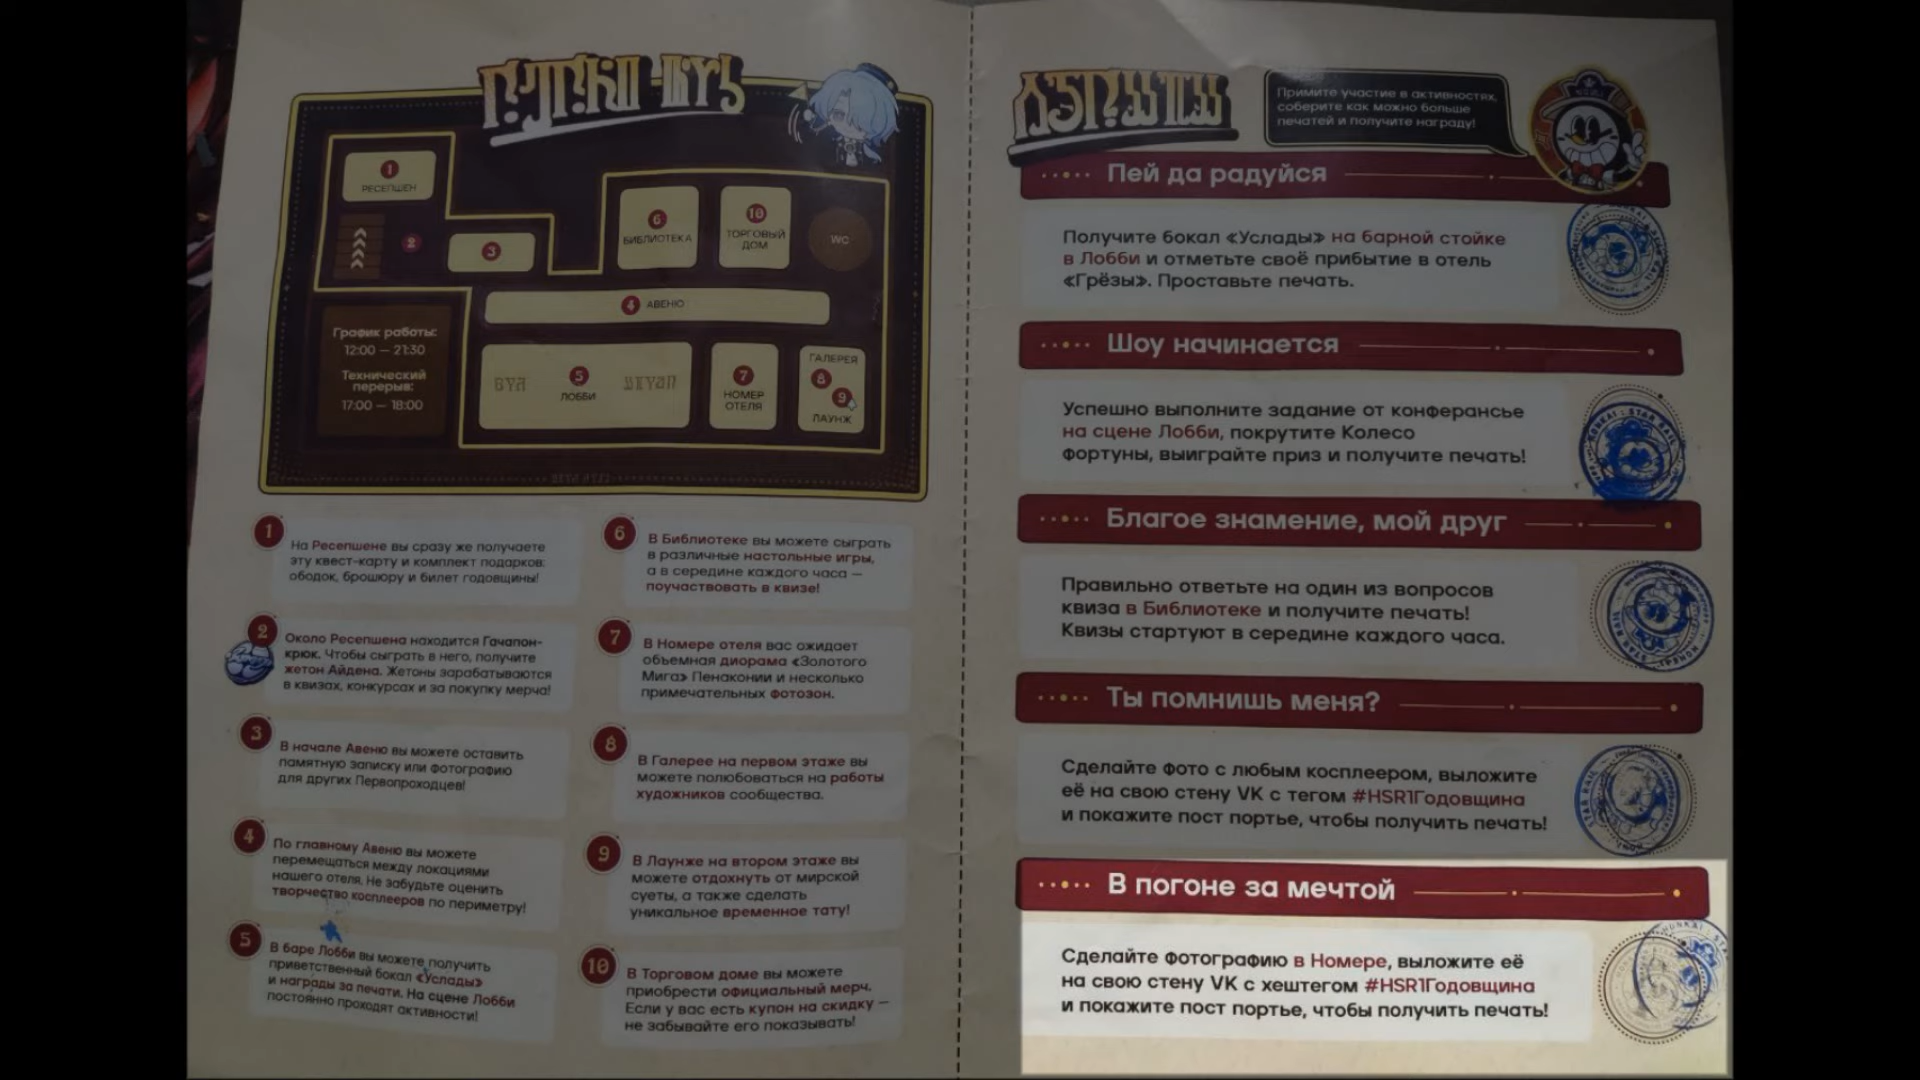 1
РЕСЕПШЕН
2
3
6
БИБЛИОТЕКА
10
ТОРГОВЫЙ
ДОМ
WC
4 АВЕНЮ
График работы:
12:00 — 21:30
Технический
перерыв:
17:00 — 18:00
5
ЛОББИ
7
НОМЕР
ОТЕЛЯ
ГАЛЕРЕЯ
8
9
ЛАУНЖ
1
На Ресепшене вы сразу же получаете
эту квест-карту и комплект подарков:
ободок, брошюру и билет годовщины!
2
Около Ресепшена находится Гачапон-
крюк. Чтобы сыграть в него, получите
жетон Айдена. Жетоны зарабатываются
в квизах, конкурсах и за покупку мерча!
3
В начале Авеню вы можете оставить
памятную записку или фотографию
для других Первопроходцев!
4
По главному Авеню вы можете
перемещаться между локациями
нашего отеля. Не забудьте оценить
творчество косплееров по периметру!
5
В баре Лобби вы можете получить
приветственный бокал «Услады»
и награды за печати. На сцене Лобби
постоянно проходят активности!
6
В Библиотеке вы можете сыграть
в различные настольные игры,
а в середине каждого часа —
поучаствовать в квизе!
7
В Номере отеля вас ожидает
объемная диорама «Золотого
Мига» Пенаконии и несколько
примечательных фотозон.
8
В Галерее на первом этаже вы
можете полюбоваться на работы
художников сообщества.
9
В Лаунже на втором этаже вы
можете отдохнуть от мирской
суеты, а также сделать
уникальное временное тату!
10
В Торговом доме вы можете
приобрести официальный мерч.
Если у вас есть купон на скидку —
не забывайте его показывать!
Примите участие в активностях,
соберите как можно больше
печатей и получите награду!
Пей да радуйся
Получите бокал «Услады» на барной стойке
в Лобби и отметьте своё прибытие в отель
«Грёзы». Проставьте печать.
Шоу начинается
Успешно выполните задание от конферансье
на сцене Лобби, покрутите Колесо
Фортуны, выиграйте приз и получите печать!
Благое знамение, мой друг
Правильно ответьте на один из вопросов
квиза в Библиотеке и получите печать!
Квизы стартуют в середине каждого часа.
Ты помнишь меня?
Сделайте фото с любым косплеером, выложите
её на свою стену VK с тегом #HSR1Годовщина
и покажите пост портье, чтобы получить печать!
В погоне за мечтой
Сделайте фотографию в Номере, выложите её
на свою стену VK с хештегом #HSR1Годовщина
и покажите пост портье, чтобы получить печать!